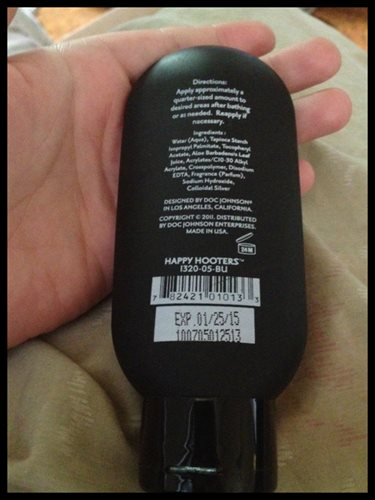 Directions:
Apply approximately a
quarter-sized amount to
desired areas after bathing
or as needed. Reapply if
necessary.
Ingredients:
Water (Aqua), Tapioca Starch
Isopropyl Palmitate, Tocopheryl
Acetate, Aloe Barbadensis Leaf
Juice, Acrylates/C10-30 Alkyl
Acrylate, Crosspolymer, Disodium
EDTA, Fragrance (Parfum),
Sodium Hydroxide,
Colloidal Silver
DESIGNED BY DOC JOHNSON®
IN LOS ANGELES, CALIFORNIA.
COPYRIGHT © 2011. DISTRIBUTED
BY DOC JOHNSON ENTERPRISES.
MADE IN USA.
24M
HAPPY HOOTERS™
1320-05-BU
7 82421 01013 3
EXP.01/25/15
100705012513